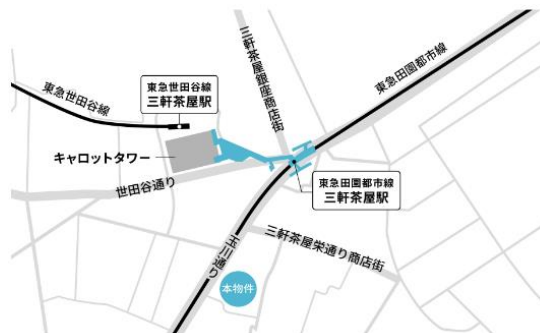 東急世田谷線
東急世田谷線
三軒茶屋駅
三軒茶屋銀座商店街
東急田園都市線
キャロットタワー
世田谷通り
東急田園都市線
三軒茶屋駅
玉川通り
三軒茶屋栄通り商店街
本物件